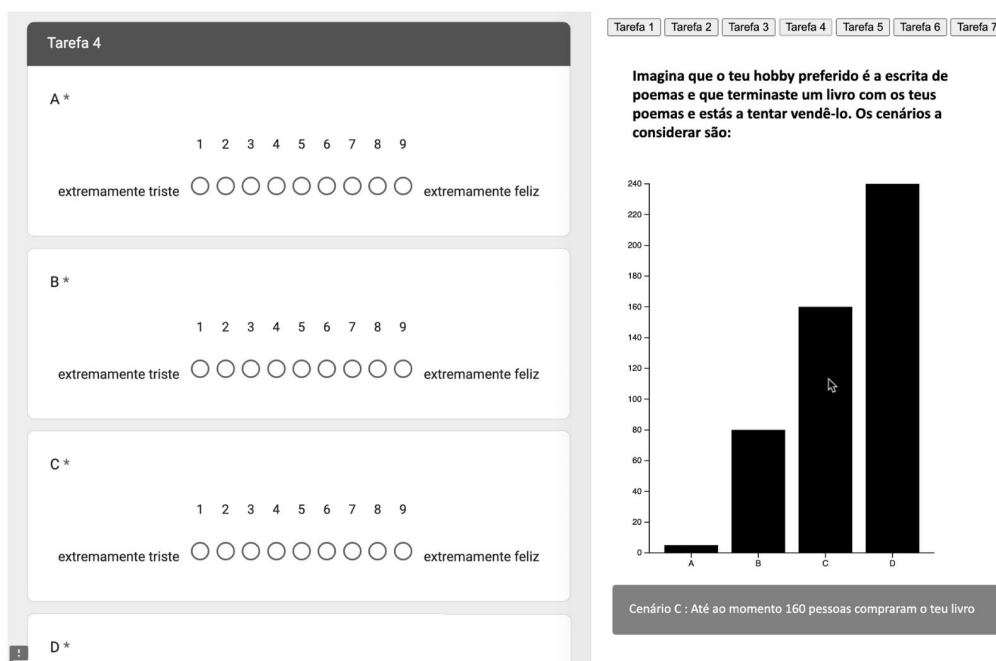 Tarefa 4
A *
1 2 3 4 5 6 7 8 9
extremamente triste extremamente feliz
B *
1 2 3 4 5 6 7 8 9
extremamente triste extremamente feliz
C *
1 2 3 4 5 6 7 8 9
extremamente triste extremamente feliz
D *
!
Tarefa 1 Tarefa 2 Tarefa 3 Tarefa 4 Tarefa 5 Tarefa 6 Tarefa 7
Imagina que o teu hobby preferido é a escrita de
poemas e que terminaste um livro com os teus
poemas e estás a tentar vendê-lo. Os cenários a
considerar são:
240
220
200
180
160
140
120
100
80
60
40
20
0
A B C D
Cenário C : Até ao momento 160 pessoas compraram o teu livro